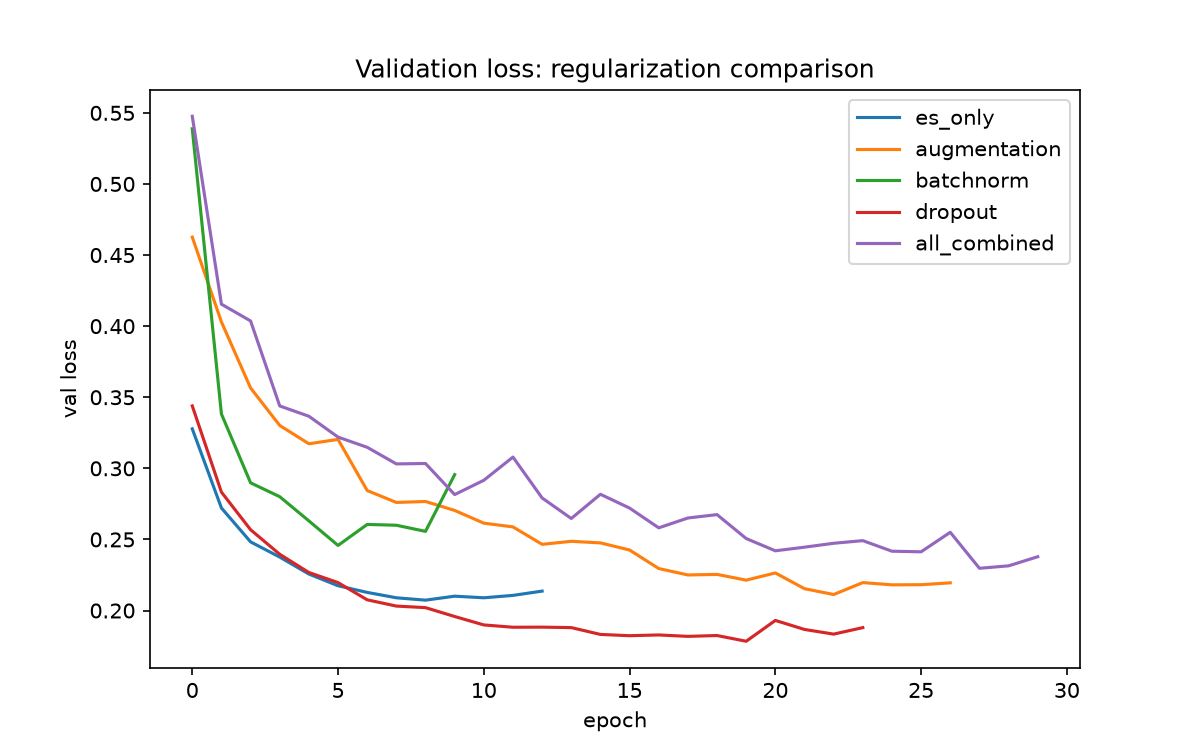 Validation loss: regularization comparison
es_only
augmentation
batchnorm
dropout
all_combined
0.55
0.50
0.45
0.40
0.35
0.30
0.25
0.20
val loss
0 5 10 15 20 25 30
epoch